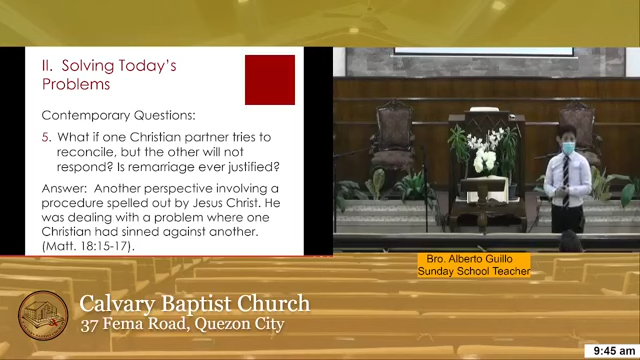 II. Solving Today's
Problems
Contemporary Questions:
5. What if one Christian partner tries to
reconcile, but the other will not
respond? Is remarriage ever justified?
Answer: Another perspective involving a
procedure spelled out by Jesus Christ. He
was dealing with a problem where one
Christian had sinned against another.
(Matt. 18:15-17).
Bro. Alberto Guillo
Sunday School Teacher
Calvary Baptist Church
37 Fema Road, Quezon City
9:45 am